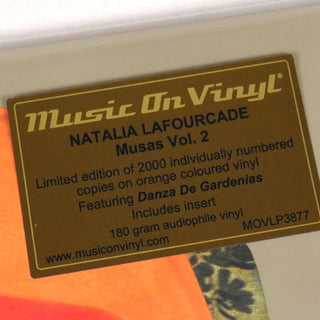 Music On Vinyl®
NATALIA LAFOURCADE
Musas Vol. 2
Limited edition of 2000 individually numbered
copies on orange coloured vinyl
Featuring Danza De Gardenias
Includes insert
180 gram audiophile vinyl
www.musiconvinyl.com MOVLP3877